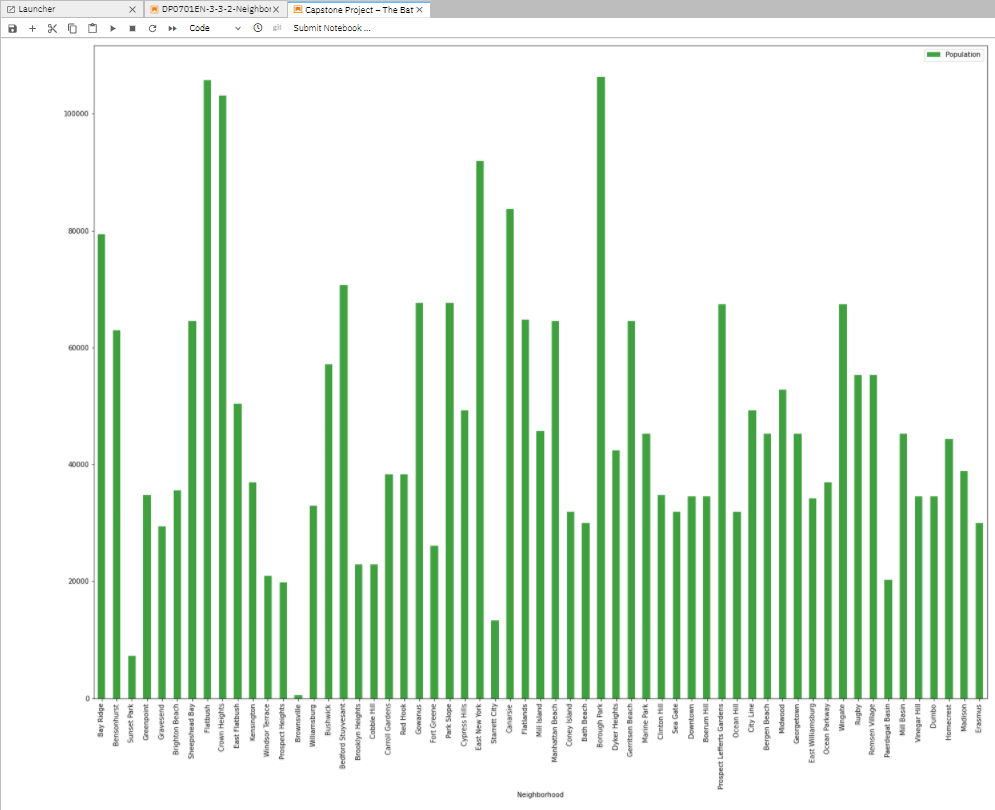 Launcher
DP0701EN-3-3-2-Neighbor
Capstone Project – The Bat
Code
git
Submit Notebook ...
Population
100000
80000
60000
40000
20000
0
Bay Ridge
Bensonhurst
Sunset Park
Greenpoint
Gravesend
Brighton Beach
Sheepshead Bay
Flatbush
Crown Heights
East Flatbush
Kensington
Windsor Terrace
Prospect Heights
Brownsville
Williamsburg
Bushwick
Bedford Stuyvesant
Brooklyn Heights
Cobble Hill
Carroll Gardens
Red Hook
Gowanus
Fort Greene
Park Slope
Cypress Hills
East New York
Starrett City
Canarsie
Flatlands
Mill Island
Manhattan Beach
Coney Island
Bath Beach
Borough Park
Dyker Heights
Gerritsen Beach
Marine Park
Clinton Hill
Sea Gate
Downtown
Boerum Hill
Prospect Lefferts Gardens
Ocean Hill
City Line
Bergen Beach
Midwood
Georgetown
East Williamsburg
Ocean Parkway
Wingate
Rugby
Remsen Village
Paerdegat Basin
Mill Basin
Vinegar Hill
Dumbo
Homecrest
Madison
Erasmus
Neighborhood